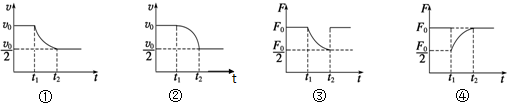 v v F F
v₀ v₀ F₀ F₀
v₀/2 v₀/2 F₀/2 F₀/2
t₁ t₂ t t₁ t₂ t t₁ t₂ t t₁ t₂ t
① ② ③ ④